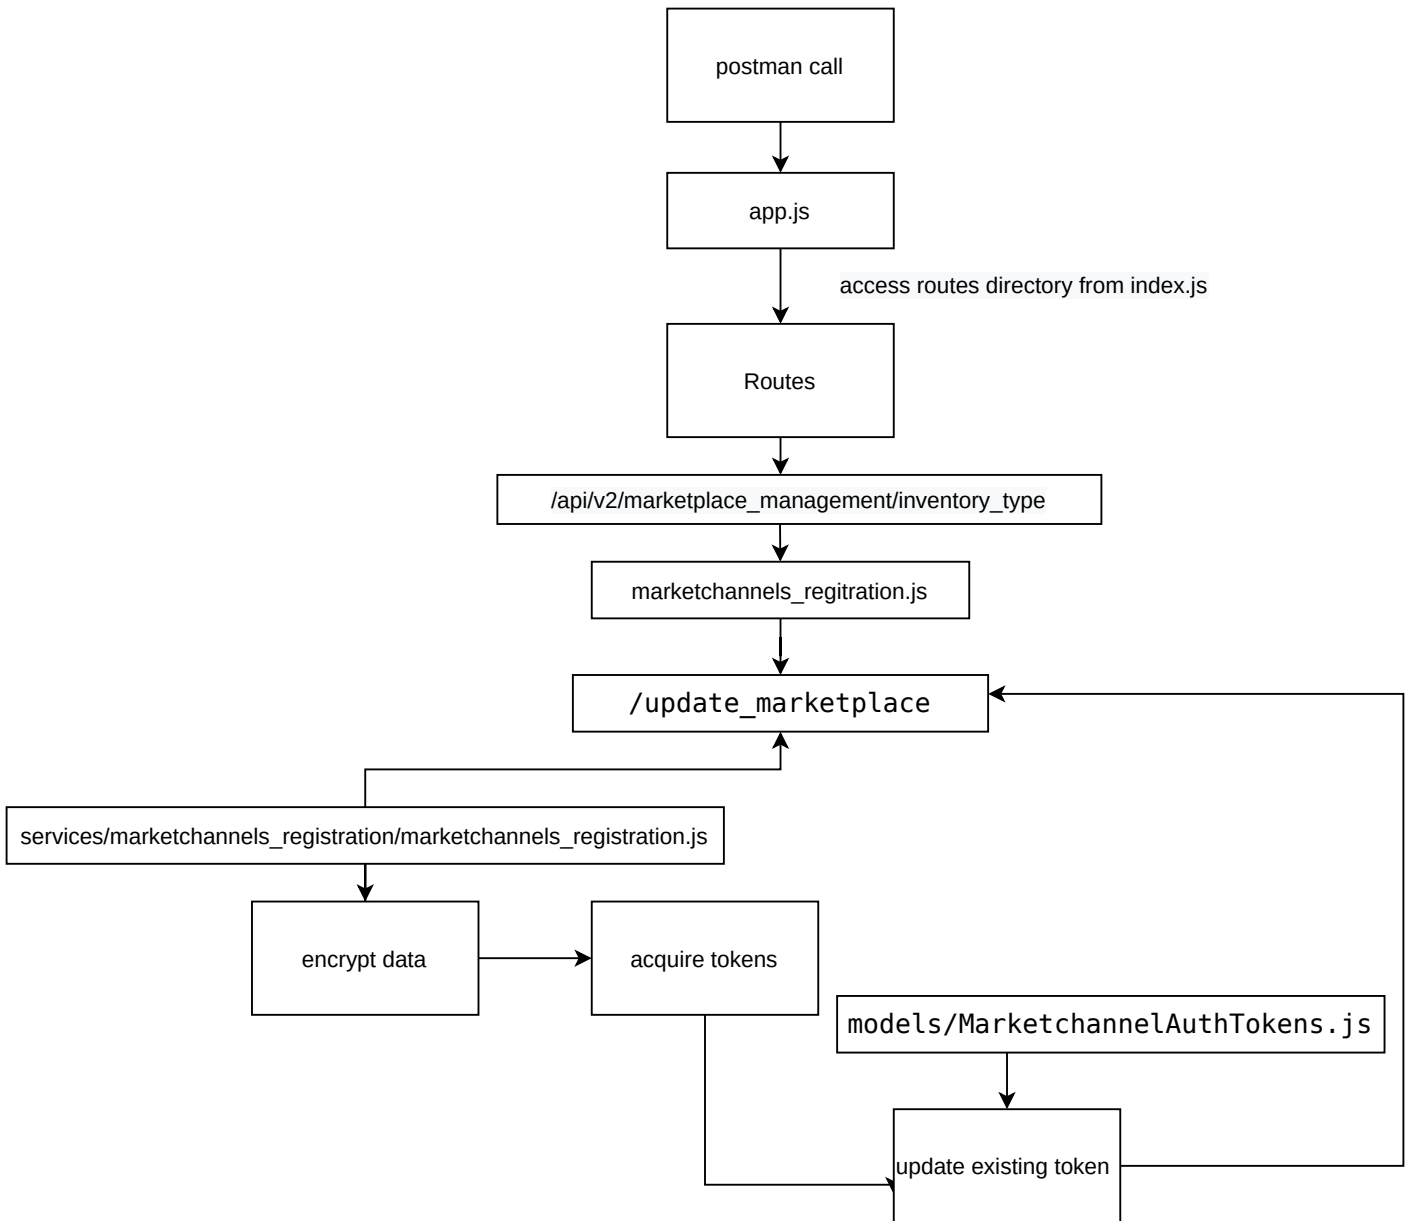 postman call
app.js
access routes directory from index.js
Routes
/api/v2/marketplace_management/inventory_type
marketchannels_regitration.js
/update_marketplace
services/marketchannels_registration/marketchannels_registration.js
encrypt data
acquire tokens
models/MarketchannelAuthTokens.js
update existing token